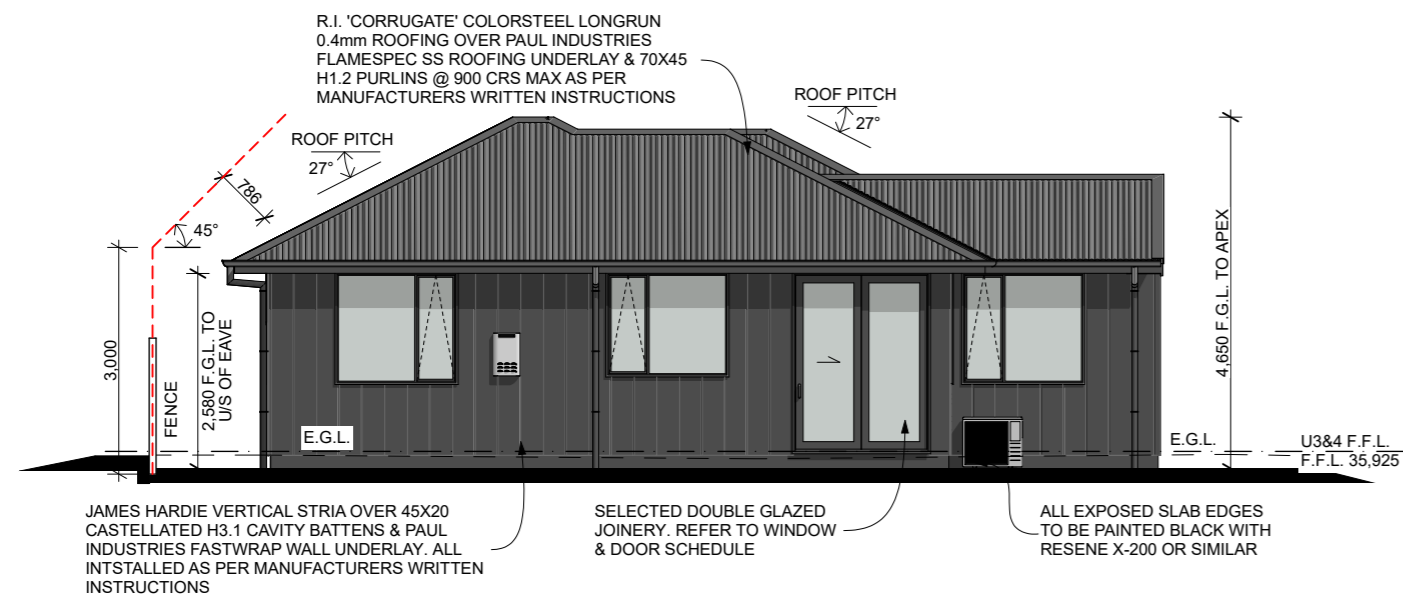 R.I. 'CORRUGATE' COLORSTEEL LONGRUN
0.4mm ROOFING OVER PAUL INDUSTRIES
FLAMESPEC SS ROOFING UNDERLAY & 70X45
H1.2 PURLINS @ 900 CRS MAX AS PER
MANUFACTURERS WRITTEN INSTRUCTIONS
ROOF PITCH
27°
ROOF PITCH
27°
786
45°
3,000
FENCE
2,580 F.G.L. TO
U/S OF EAVE
4,650 F.G.L. TO APEX
E.G.L.
E.G.L.
U3&4 F.F.L.
F.F.L. 35,925
JAMES HARDIE VERTICAL STRIA OVER 45X20
CASTELLATED H3.1 CAVITY BATTENS & PAUL
INDUSTRIES FASTWRAP WALL UNDERLAY. ALL
INTSTALLED AS PER MANUFACTURERS WRITTEN
INSTRUCTIONS
SELECTED DOUBLE GLAZED
JOINERY. REFER TO WINDOW
& DOOR SCHEDULE
ALL EXPOSED SLAB EDGES
TO BE PAINTED BLACK WITH
RESENE X-200 OR SIMILAR